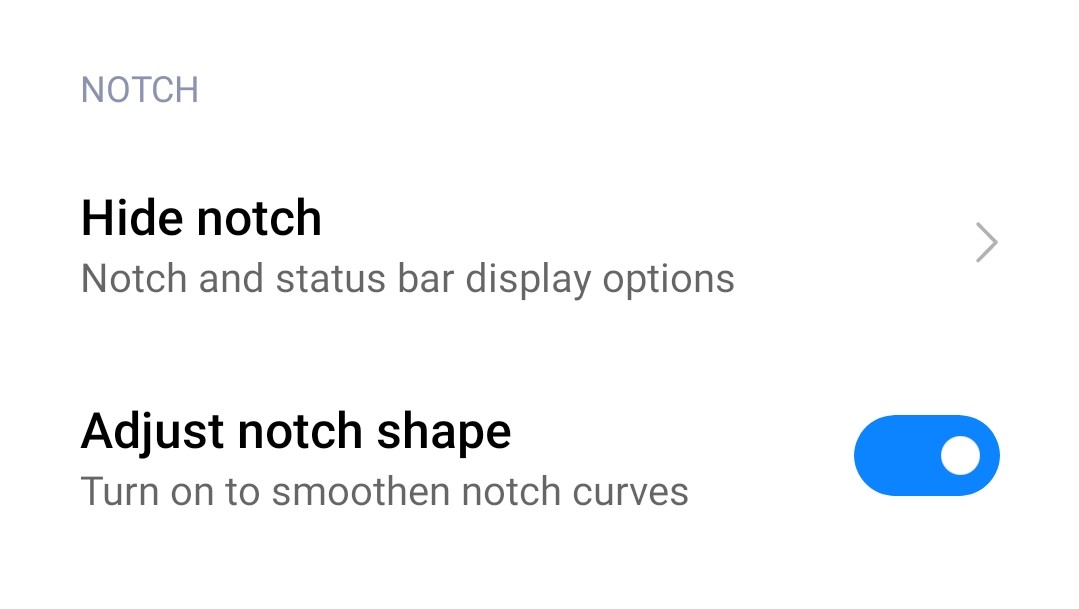 NOTCH
Hide notch
Notch and status bar display options
Adjust notch shape
Turn on to smoothen notch curves